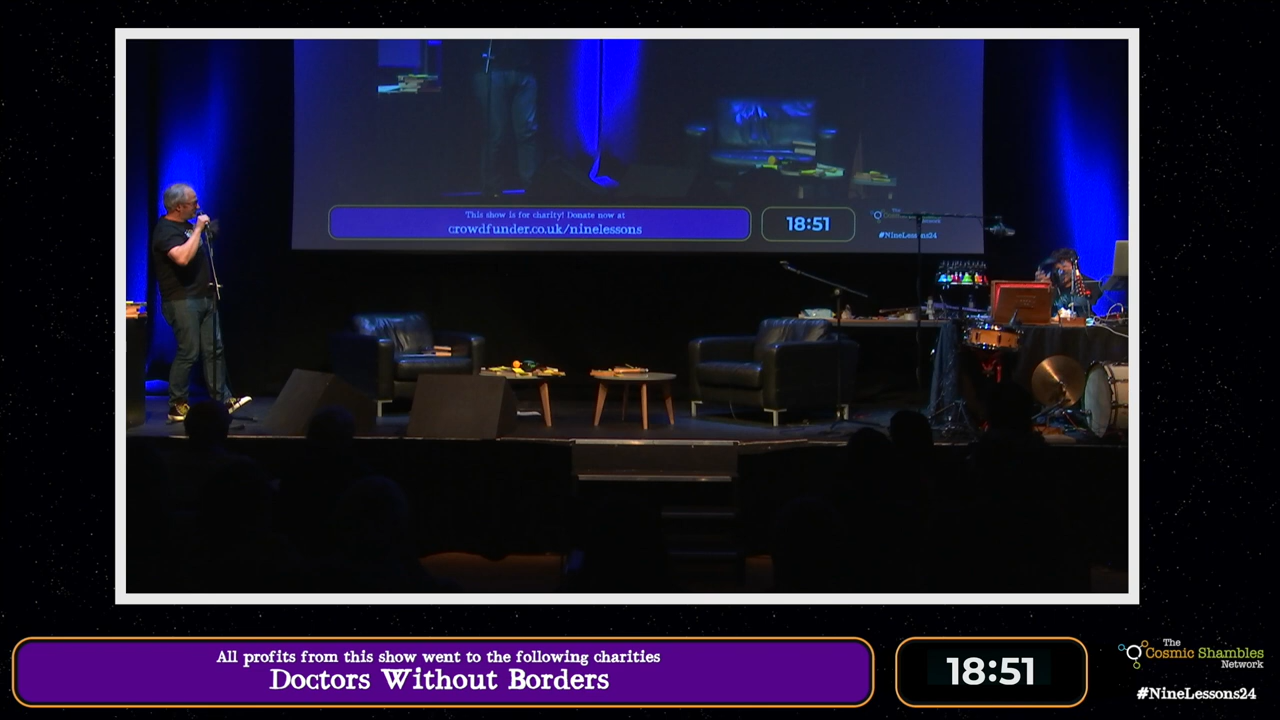 This show is for charity! Donate now at
crowdfunder.co.uk/ninelessons
18:51
#NineLessons24
All profits from this show went to the following charities
Doctors Without Borders
18:51
The
Cosmic Shambles
Network
#NineLessons24